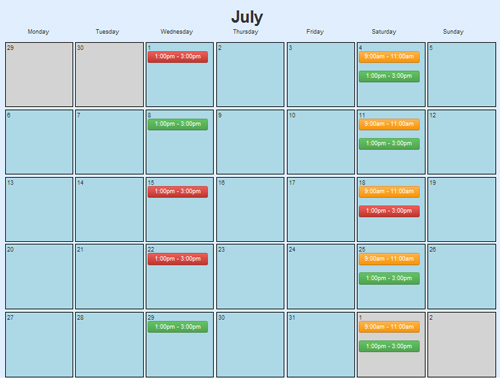 July
Monday Tuesday Wednesday Thursday Friday Saturday Sunday
29 30 1 2 3 4 5
1:00pm - 3:00pm 9:00am - 11:00am
1:00pm - 3:00pm
6 7 8 9 10 11 12
1:00pm - 3:00pm 9:00am - 11:00am
1:00pm - 3:00pm
13 14 15 16 17 18 19
1:00pm - 3:00pm 9:00am - 11:00am
1:00pm - 3:00pm
20 21 22 23 24 25 26
1:00pm - 3:00pm 9:00am - 11:00am
1:00pm - 3:00pm
27 28 29 30 31 1 2
1:00pm - 3:00pm 9:00am - 11:00am
1:00pm - 3:00pm